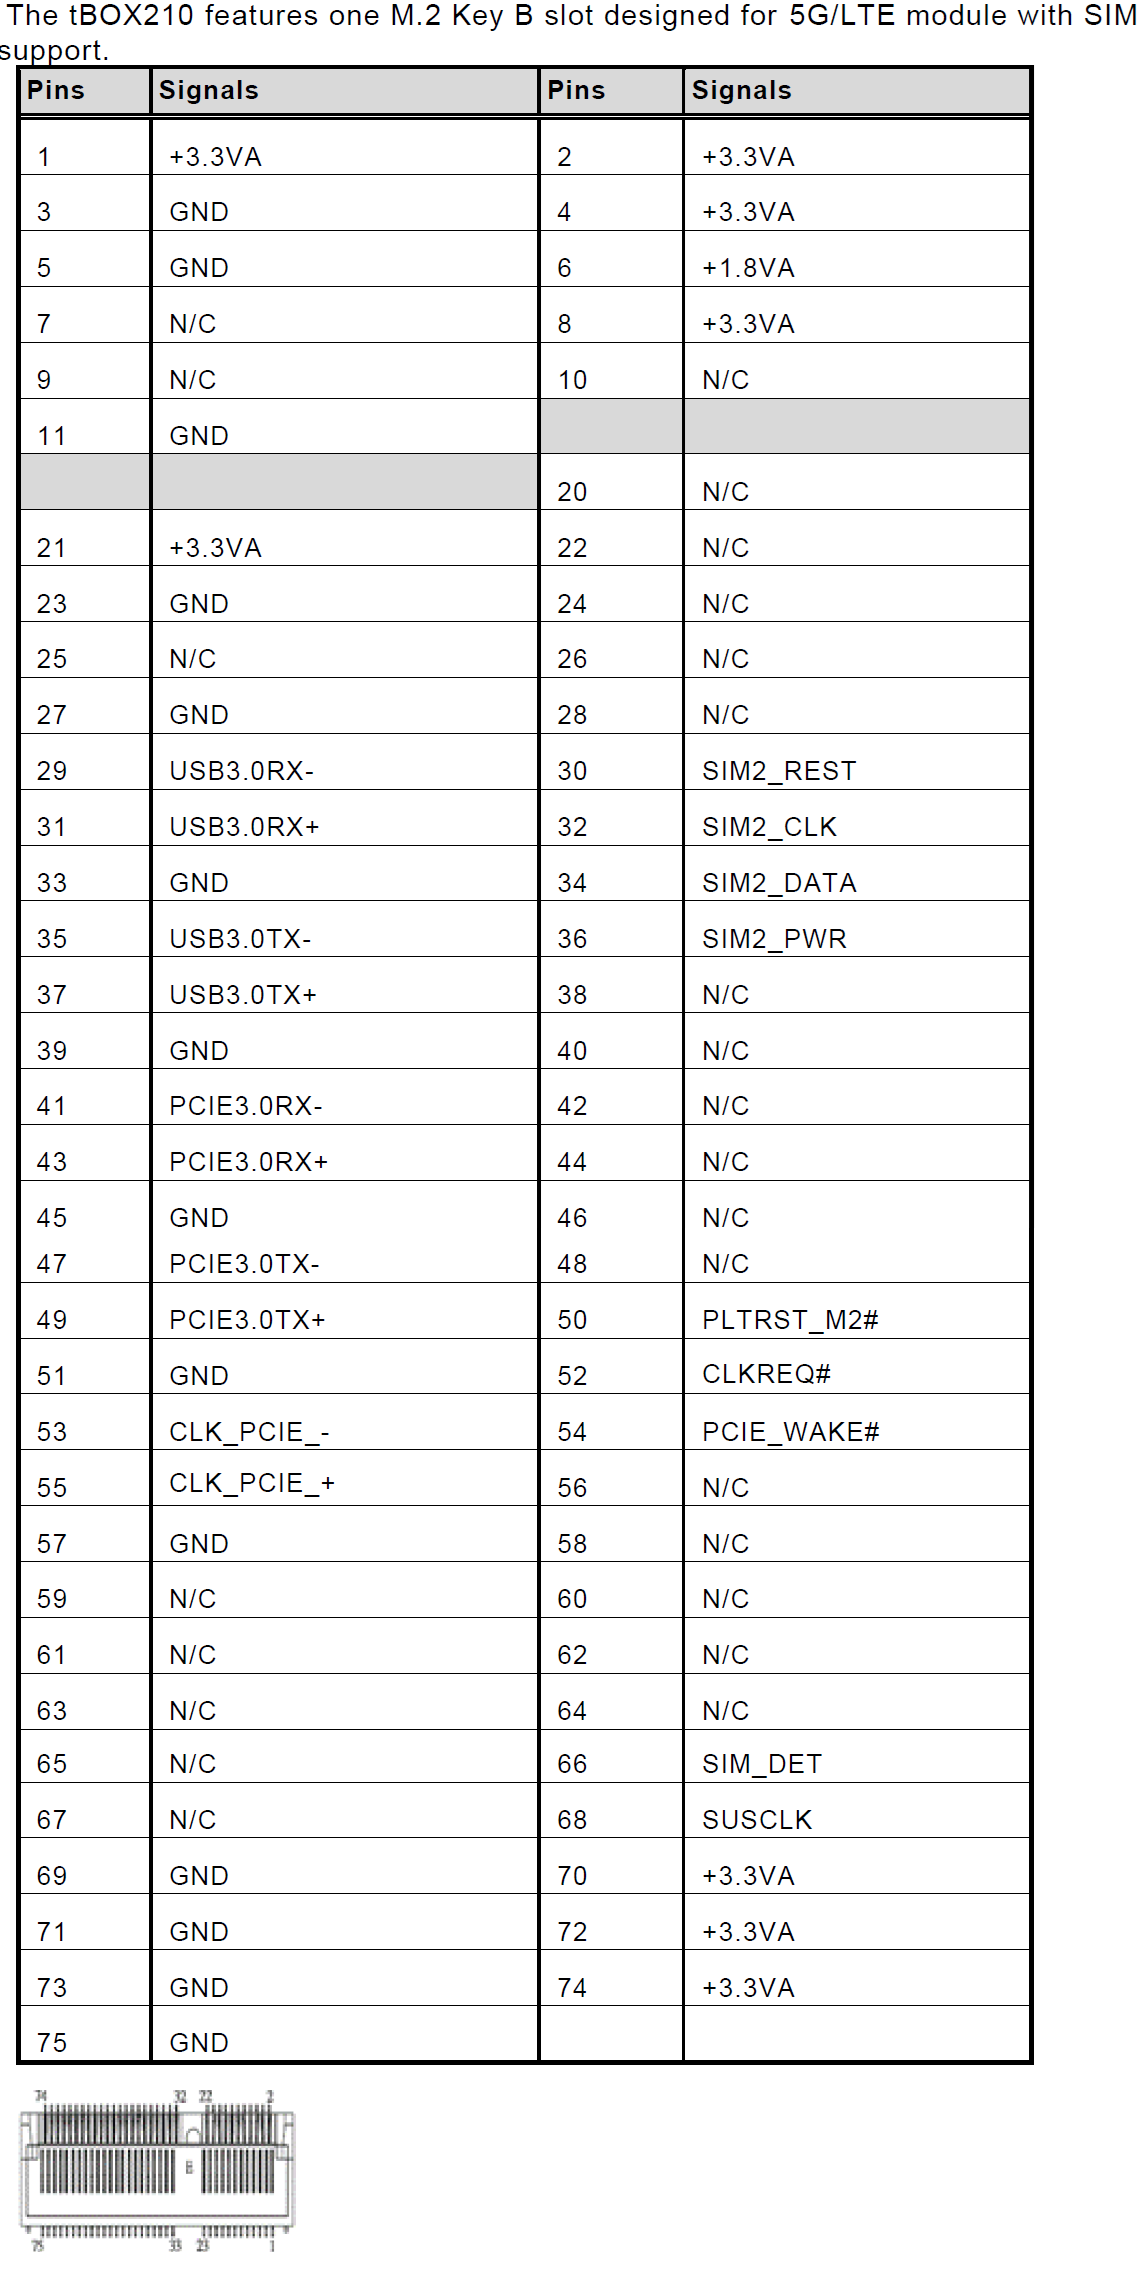 The tBOX210 features one M.2 Key B slot designed for 5G/LTE module with SIM
support.
Pins Signals Pins Signals
1 +3.3VA 2 +3.3VA
3 GND 4 +3.3VA
5 GND 6 +1.8VA
7 N/C 8 +3.3VA
9 N/C 10 N/C
11 GND
20 N/C
21 +3.3VA 22 N/C
23 GND 24 N/C
25 N/C 26 N/C
27 GND 28 N/C
29 USB3.0RX- 30 SIM2_REST
31 USB3.0RX+ 32 SIM2_CLK
33 GND 34 SIM2_DATA
35 USB3.0TX- 36 SIM2_PWR
37 USB3.0TX+ 38 N/C
39 GND 40 N/C
41 PCIE3.0RX- 42 N/C
43 PCIE3.0RX+ 44 N/C
45 GND 46 N/C
47 PCIE3.0TX- 48 N/C
49 PCIE3.0TX+ 50 PLTRST_M2#
51 GND 52 CLKREQ#
53 CLK_PCIE_- 54 PCIE_WAKE#
55 CLK_PCIE_+ 56 N/C
57 GND 58 N/C
59 N/C 60 N/C
61 N/C 62 N/C
63 N/C 64 N/C
65 N/C 66 SIM_DET
67 N/C 68 SUSCLK
69 GND 70 +3.3VA
71 GND 72 +3.3VA
73 GND 74 +3.3VA
75 GND
74 32 22 2
B
75 33 23 1